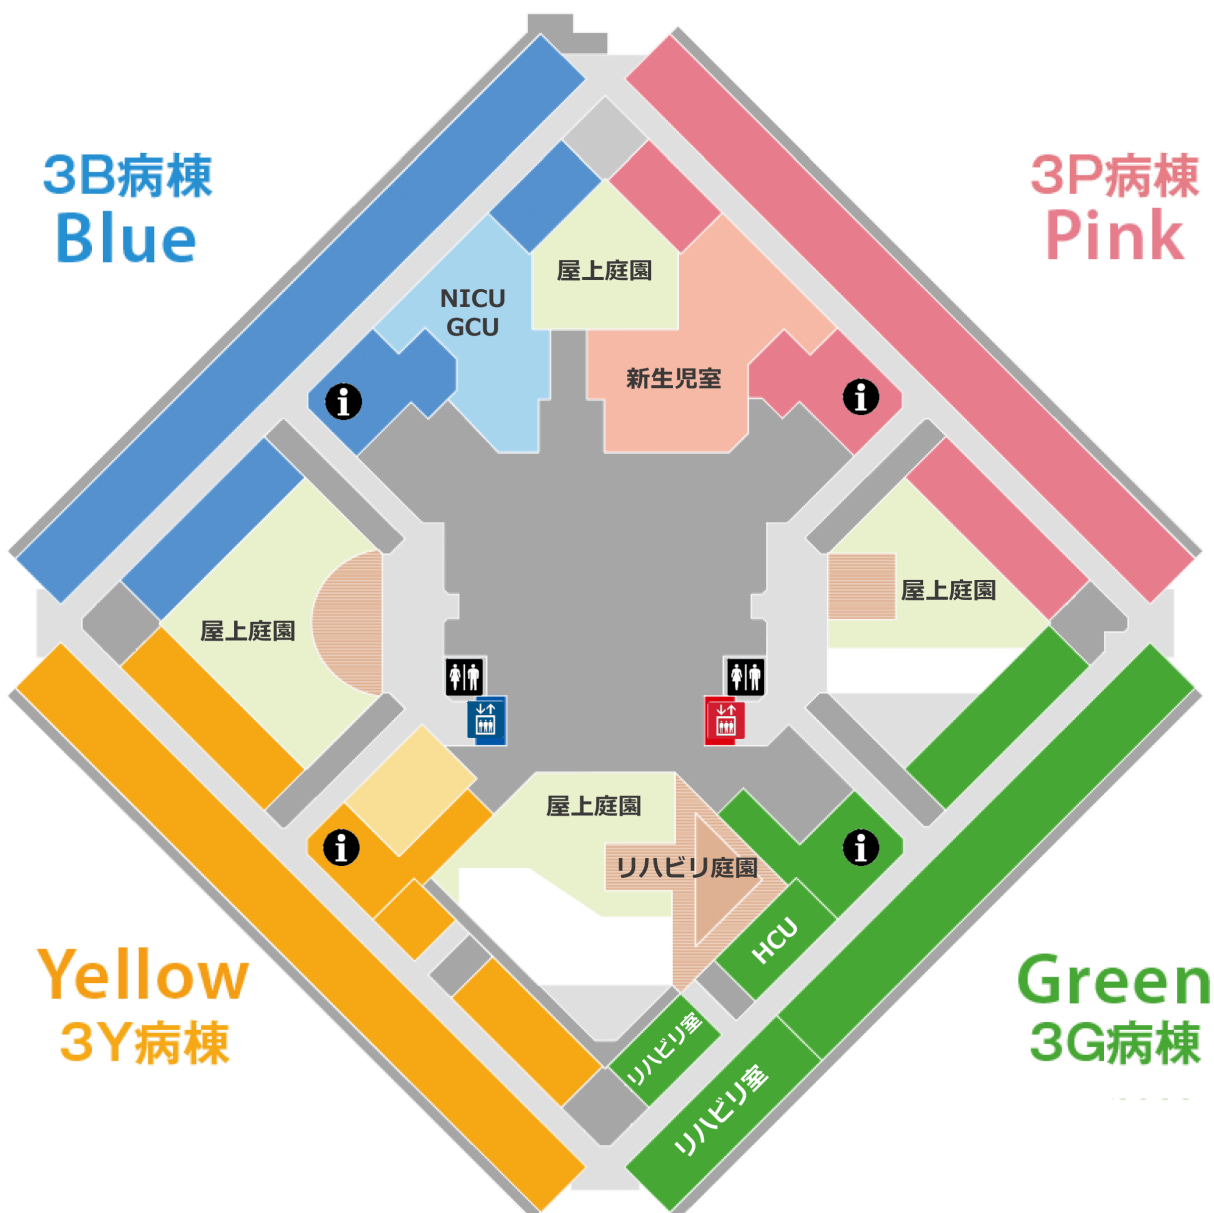 3B病棟
Blue
3P病棟
Pink
屋上庭園
NICU
GCU
新生児室
i
i
屋上庭園
屋上庭園
屋上庭園
リハビリ庭園
i
i
HCU
Yellow
3Y病棟
Green
3G病棟
リハビリ室
リハビリ室